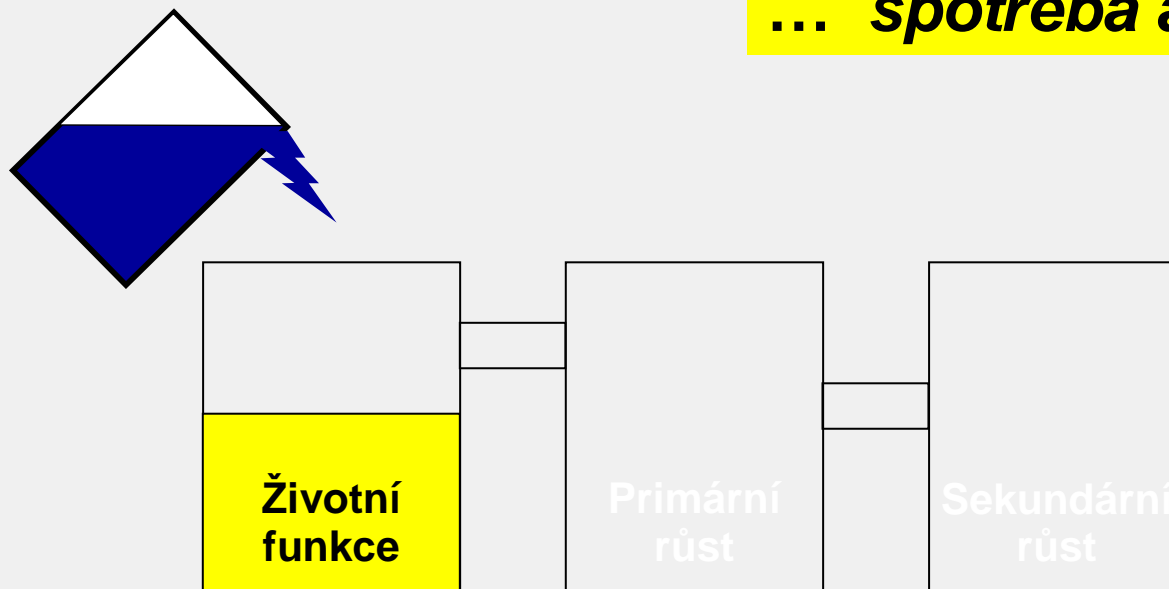 ... spotřeba a
Životní
funkce
Primární
růst
Sekundární
růst